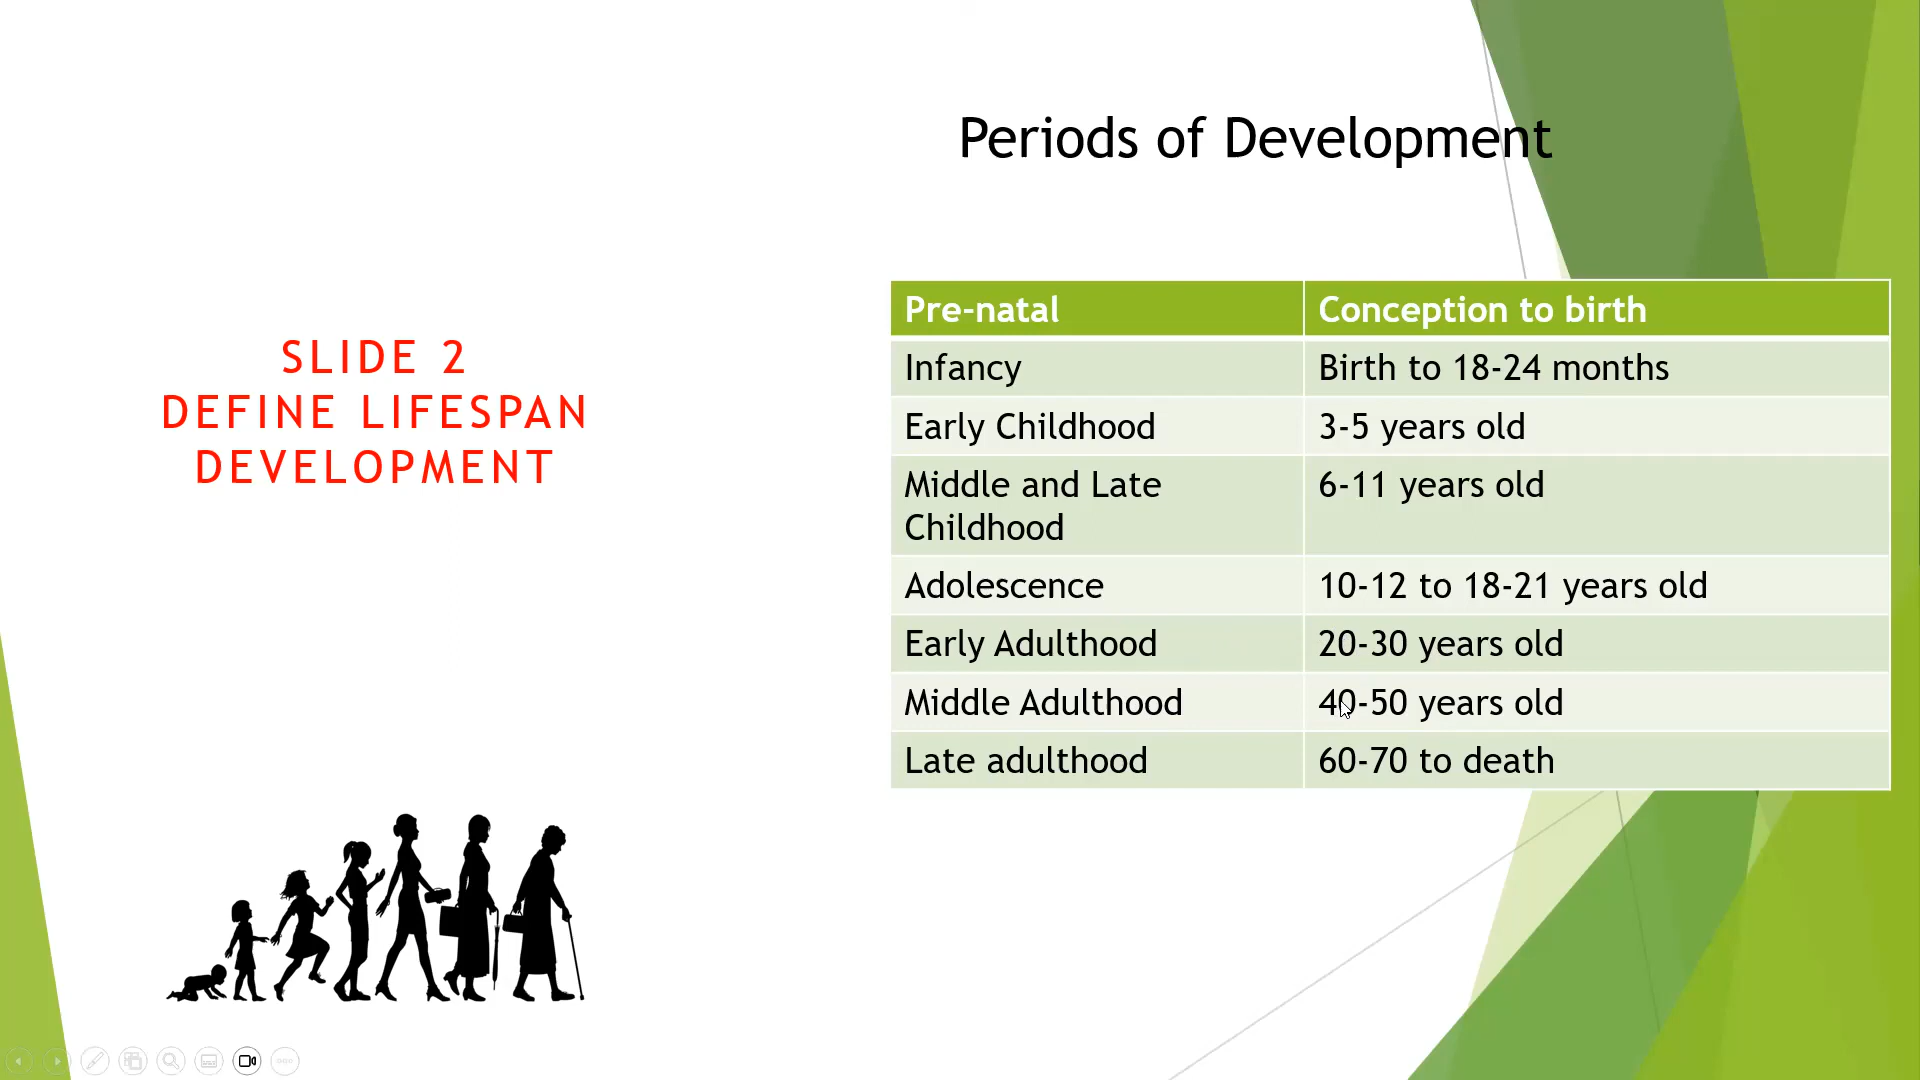 Periods of Development
SLIDE 2
DEFINE LIFESPAN
DEVELOPMENT
Pre-natal Conception to birth
Infancy Birth to 18-24 months
Early Childhood 3-5 years old
Middle and Late 6-11 years old
Childhood
Adolescence 10-12 to 18-21 years old
Early Adulthood 20-30 years old
Middle Adulthood 40-50 years old
Late adulthood 60-70 to death